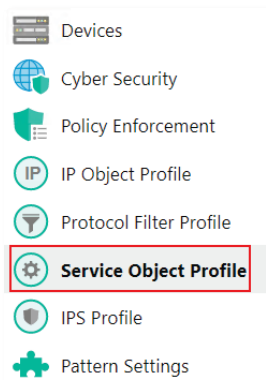 Devices
Cyber Security
Policy Enforcement
IP Object Profile
Protocol Filter Profile
Service Object Profile
IPS Profile
Pattern Settings